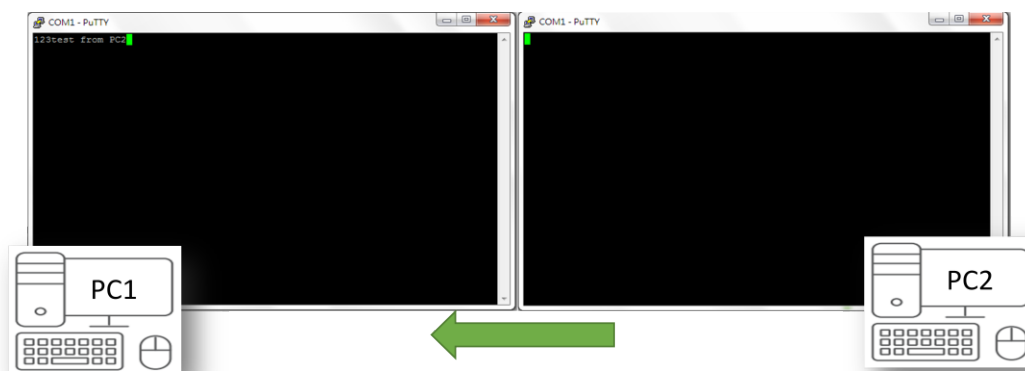 COM1 - PuTTY
123test from PC2
COM1 - PuTTY
PC1
PC2